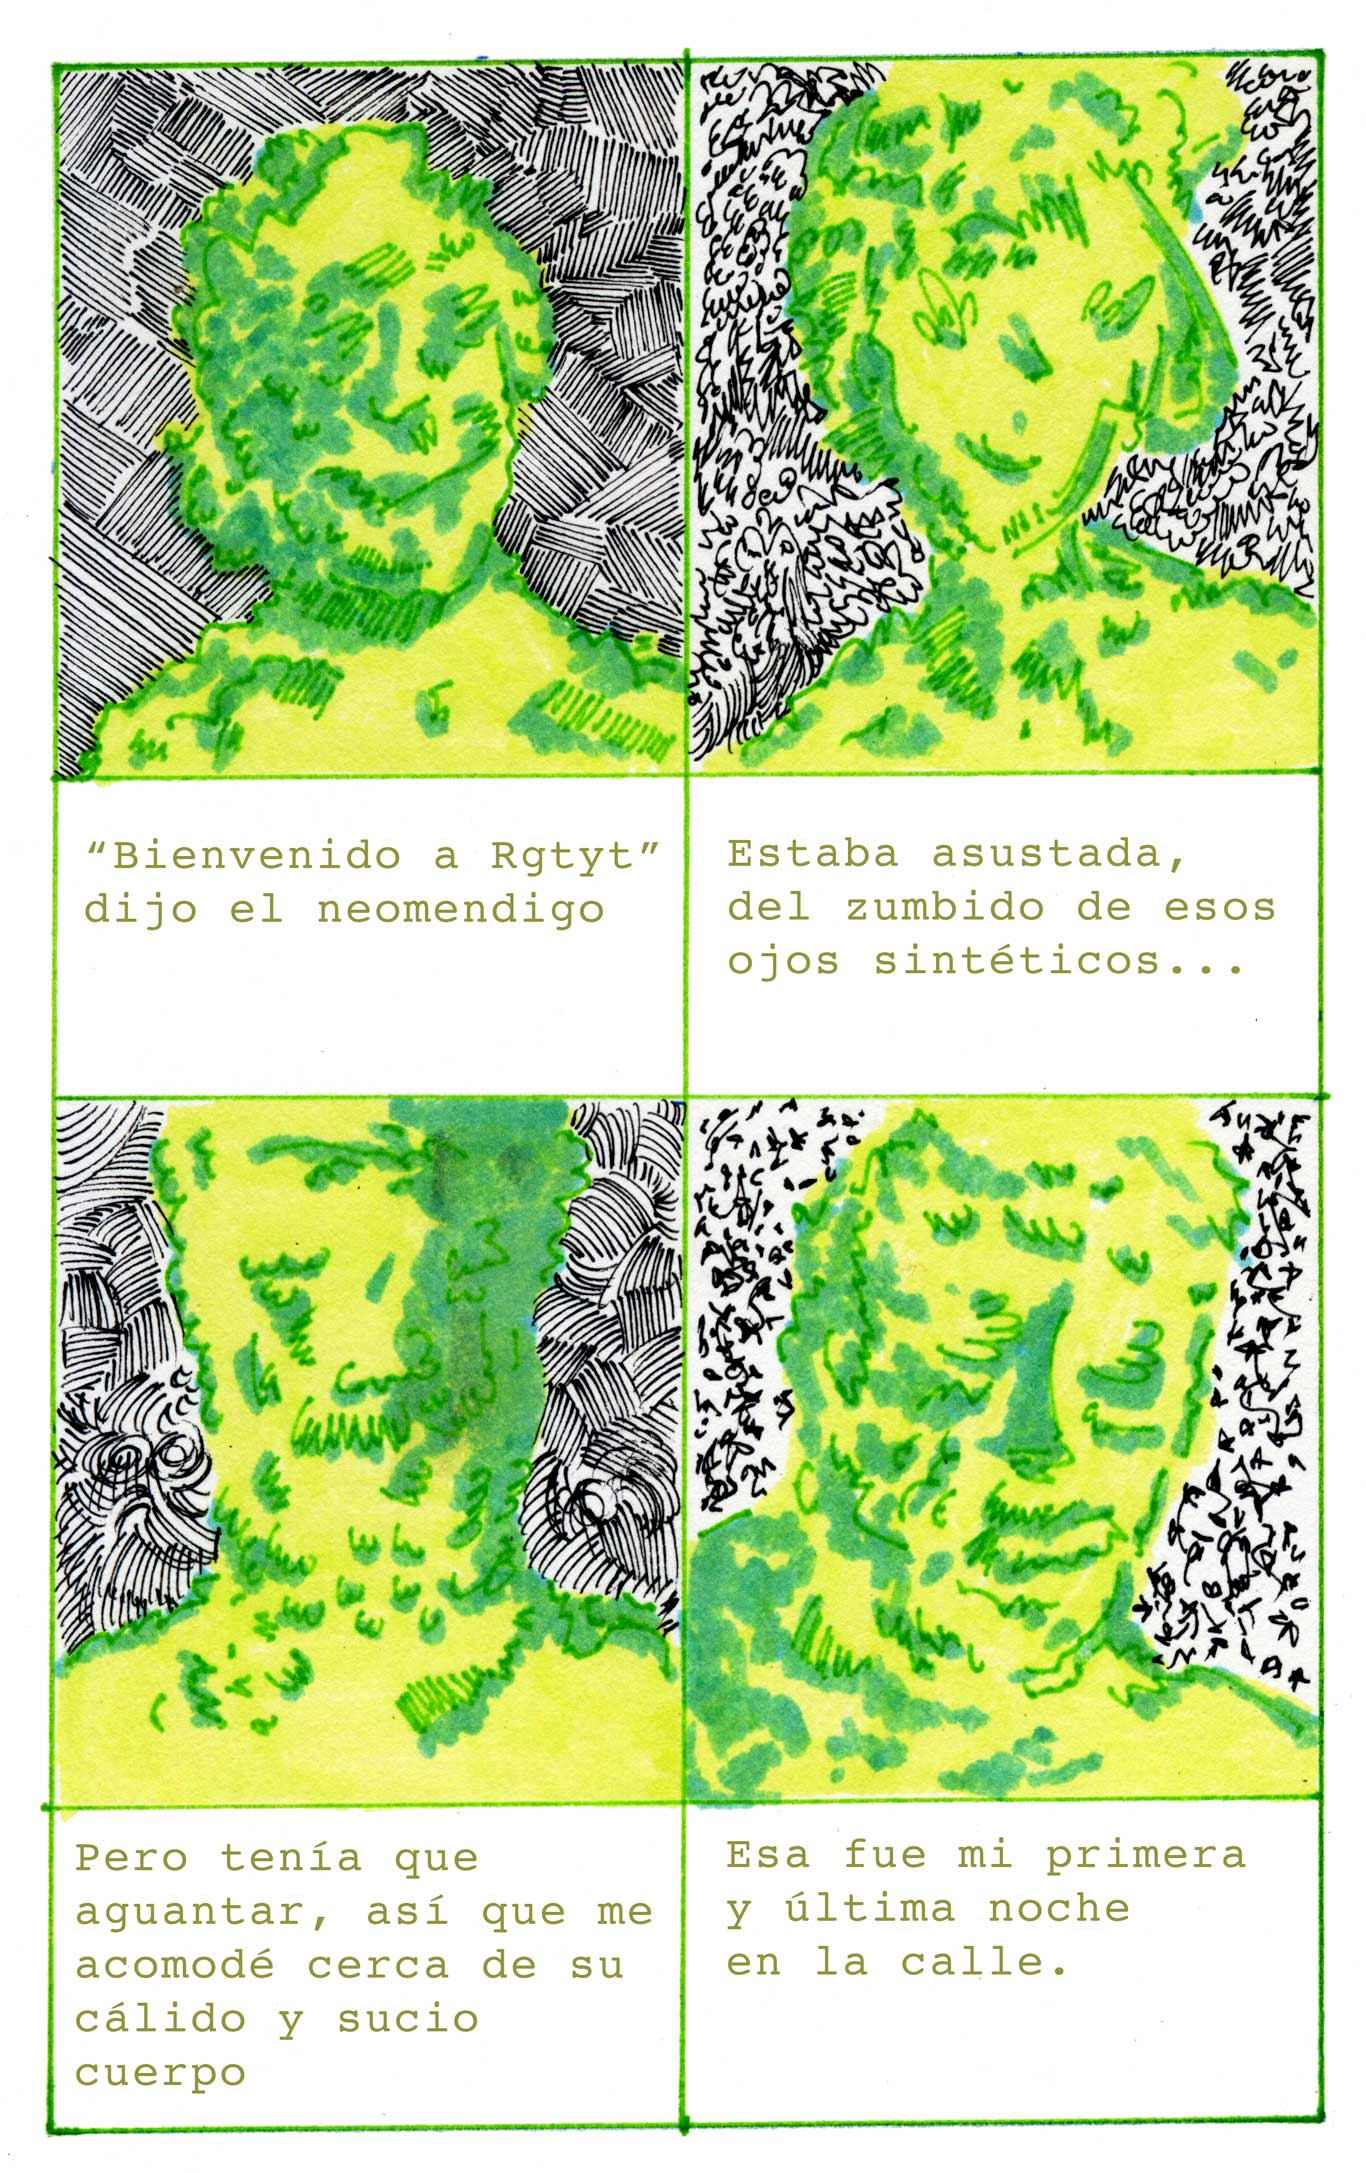 “Bienvenido a Rgtyt”
dijo el neomendigo
Estaba asustada,
del zumbido de esos
ojos sintéticos...
Pero tenía que
aguantar, así que me
acomodé cerca de su
cálido y sucio
cuerpo
Esa fue mi primera
y última noche
en la calle.